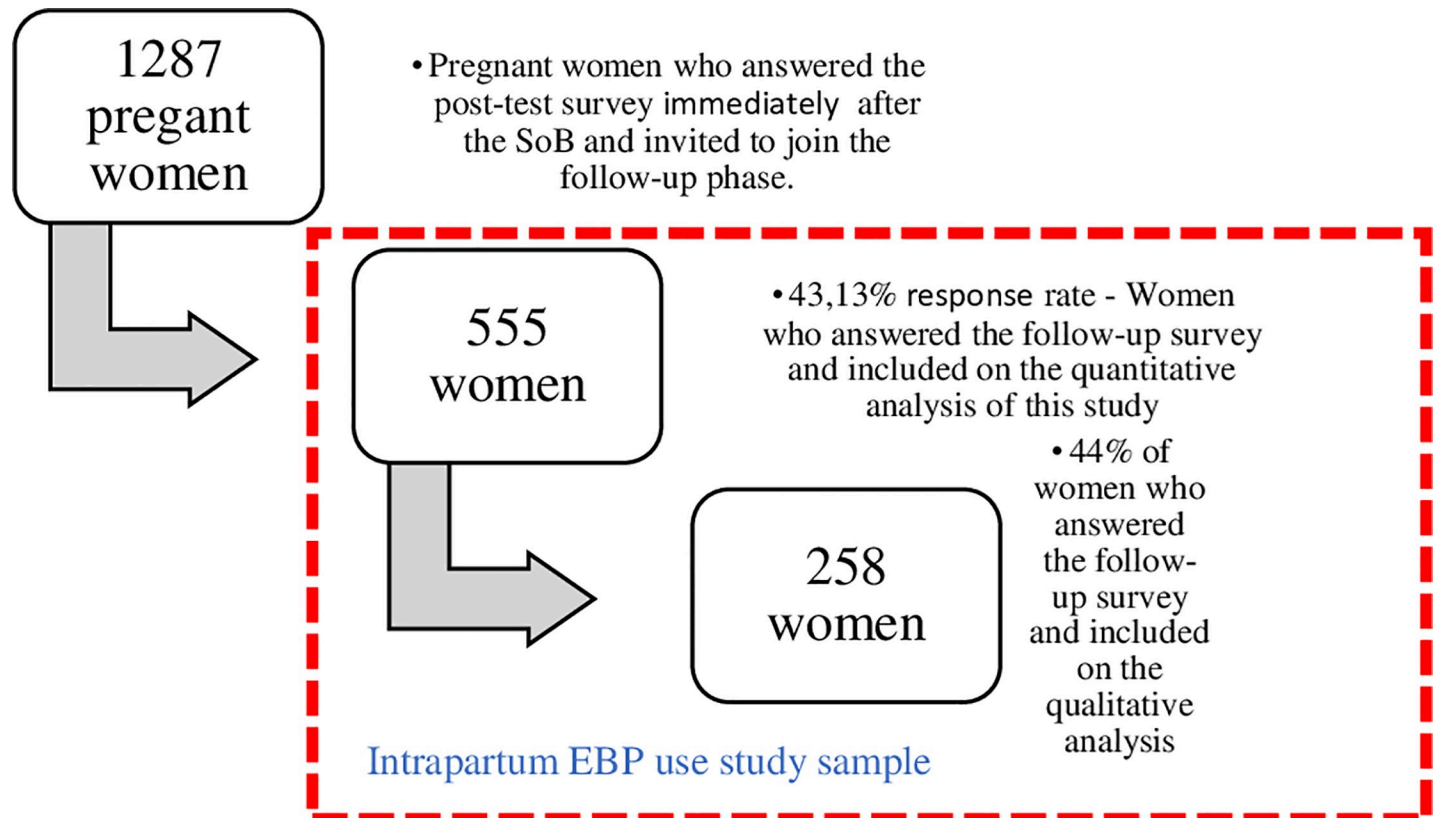 1287
pregant
women
•Pregnant women who answered the
post-test survey immediately after
the SoB and invited to join the
follow-up phase.
555
women
•43,13% response rate - Women
who answered the follow-up survey
and included on the quantitative
analysis of this study
258
women
•44% of
women who
answered
the follow-
up survey
and included
on the
qualitative
analysis
Intrapartum EBP use study sample